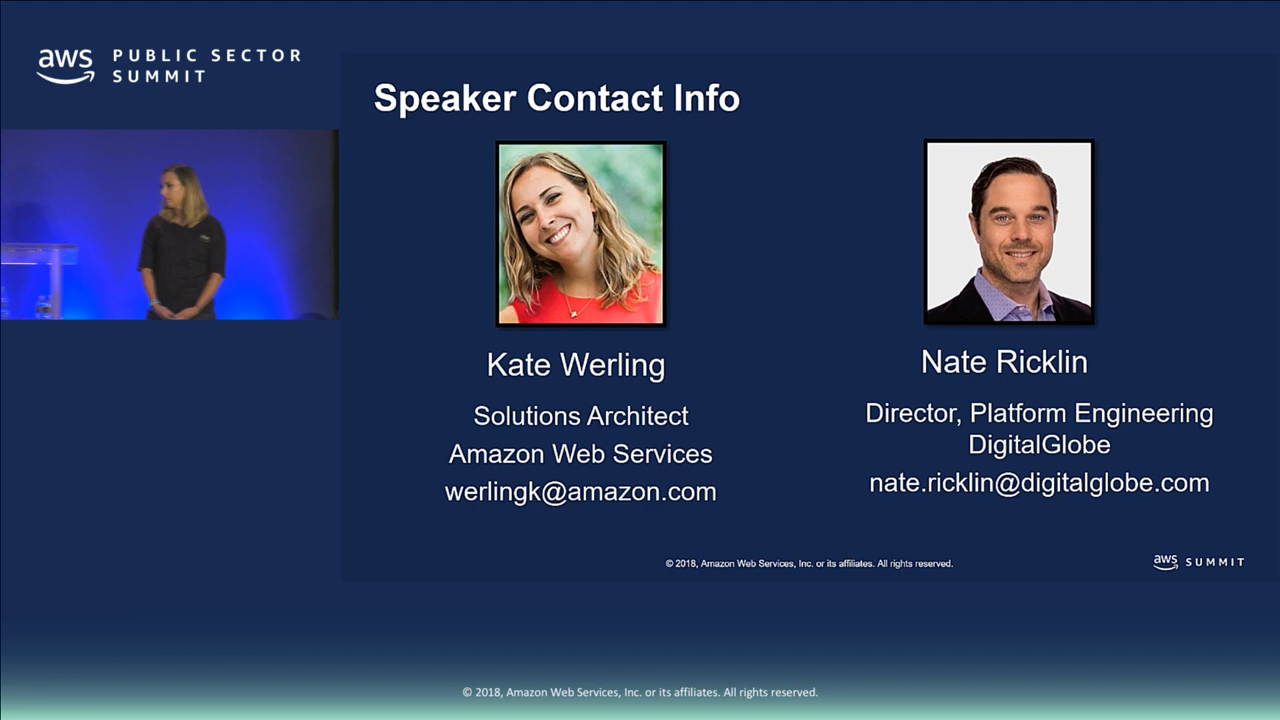 aws PUBLIC SECTOR
SUMMIT
Speaker Contact Info
Kate Werling
Solutions Architect
Amazon Web Services
werlingk@amazon.com
Nate Ricklin
Director, Platform Engineering
DigitalGlobe
nate.ricklin@digitalglobe.com
© 2018, Amazon Web Services, Inc. or its affiliates. All rights reserved.
aws SUMMIT
© 2018, Amazon Web Services, Inc. or its affiliates. All rights reserved.